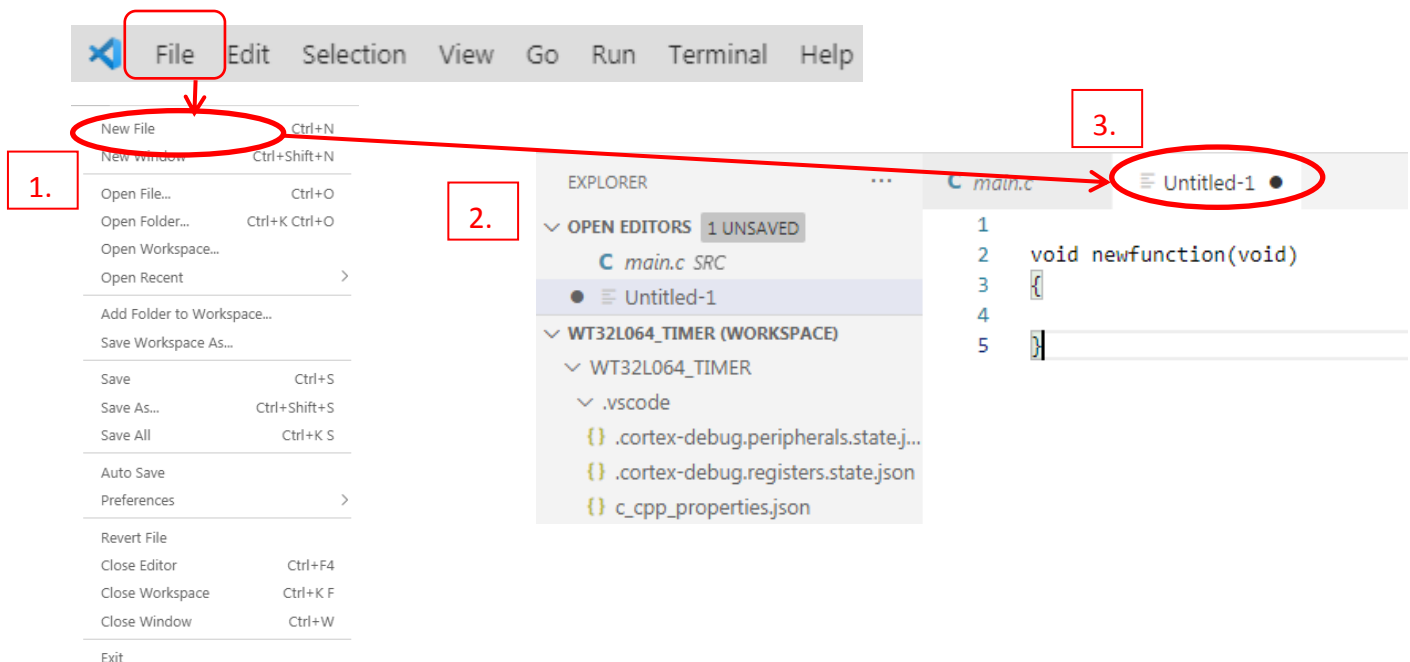 File Edit Selection View Go Run Terminal Help
New File Ctrl+N
New Window Ctrl+Shift+N
1.
Open File... Ctrl+O
Open Folder... Ctrl+K Ctrl+O
Open Workspace...
Open Recent >
Add Folder to Workspace...
Save Workspace As...
Save Ctrl+S
Save As... Ctrl+Shift+S
Save All Ctrl+K S
Auto Save
Preferences >
Revert File
Close Editor Ctrl+F4
Close Workspace Ctrl+K F
Close Window Ctrl+W
Exit
2.
EXPLORER ...
OPEN EDITORS 1 UNSAVED
C main.c SRC
● Untitled-1
WT32L064_TIMER (WORKSPACE)
WT32L064_TIMER
.vscode
{} .cortex-debug.peripherals.state.j...
{} .cortex-debug.registers.state.json
{} c_cpp_properties.json
3.
C main.c Untitled-1 ●
1
2 void newfunction(void)
3 {
4
5 }